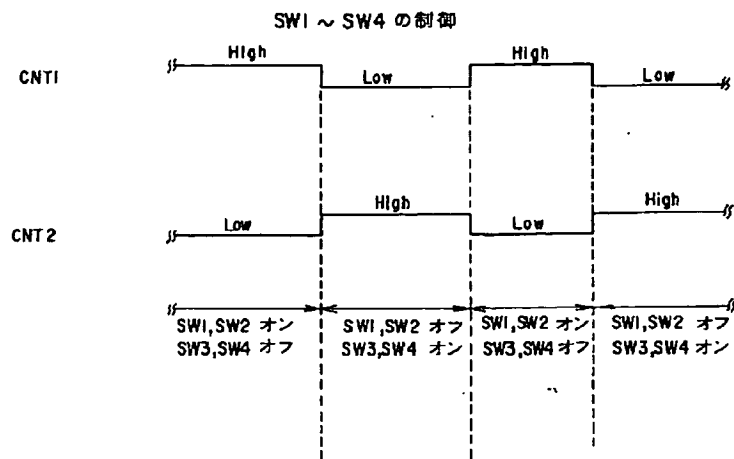 SW1 ~ SW4 の制御
CNT1
High
Low
High
Low
CNT2
Low
High
Low
High
SW1,SW2 オン
SW3,SW4 オフ
SW1,SW2 オフ
SW3,SW4 オン
SW1,SW2 オン
SW3,SW4 オフ
SW1,SW2 オフ
SW3,SW4 オン